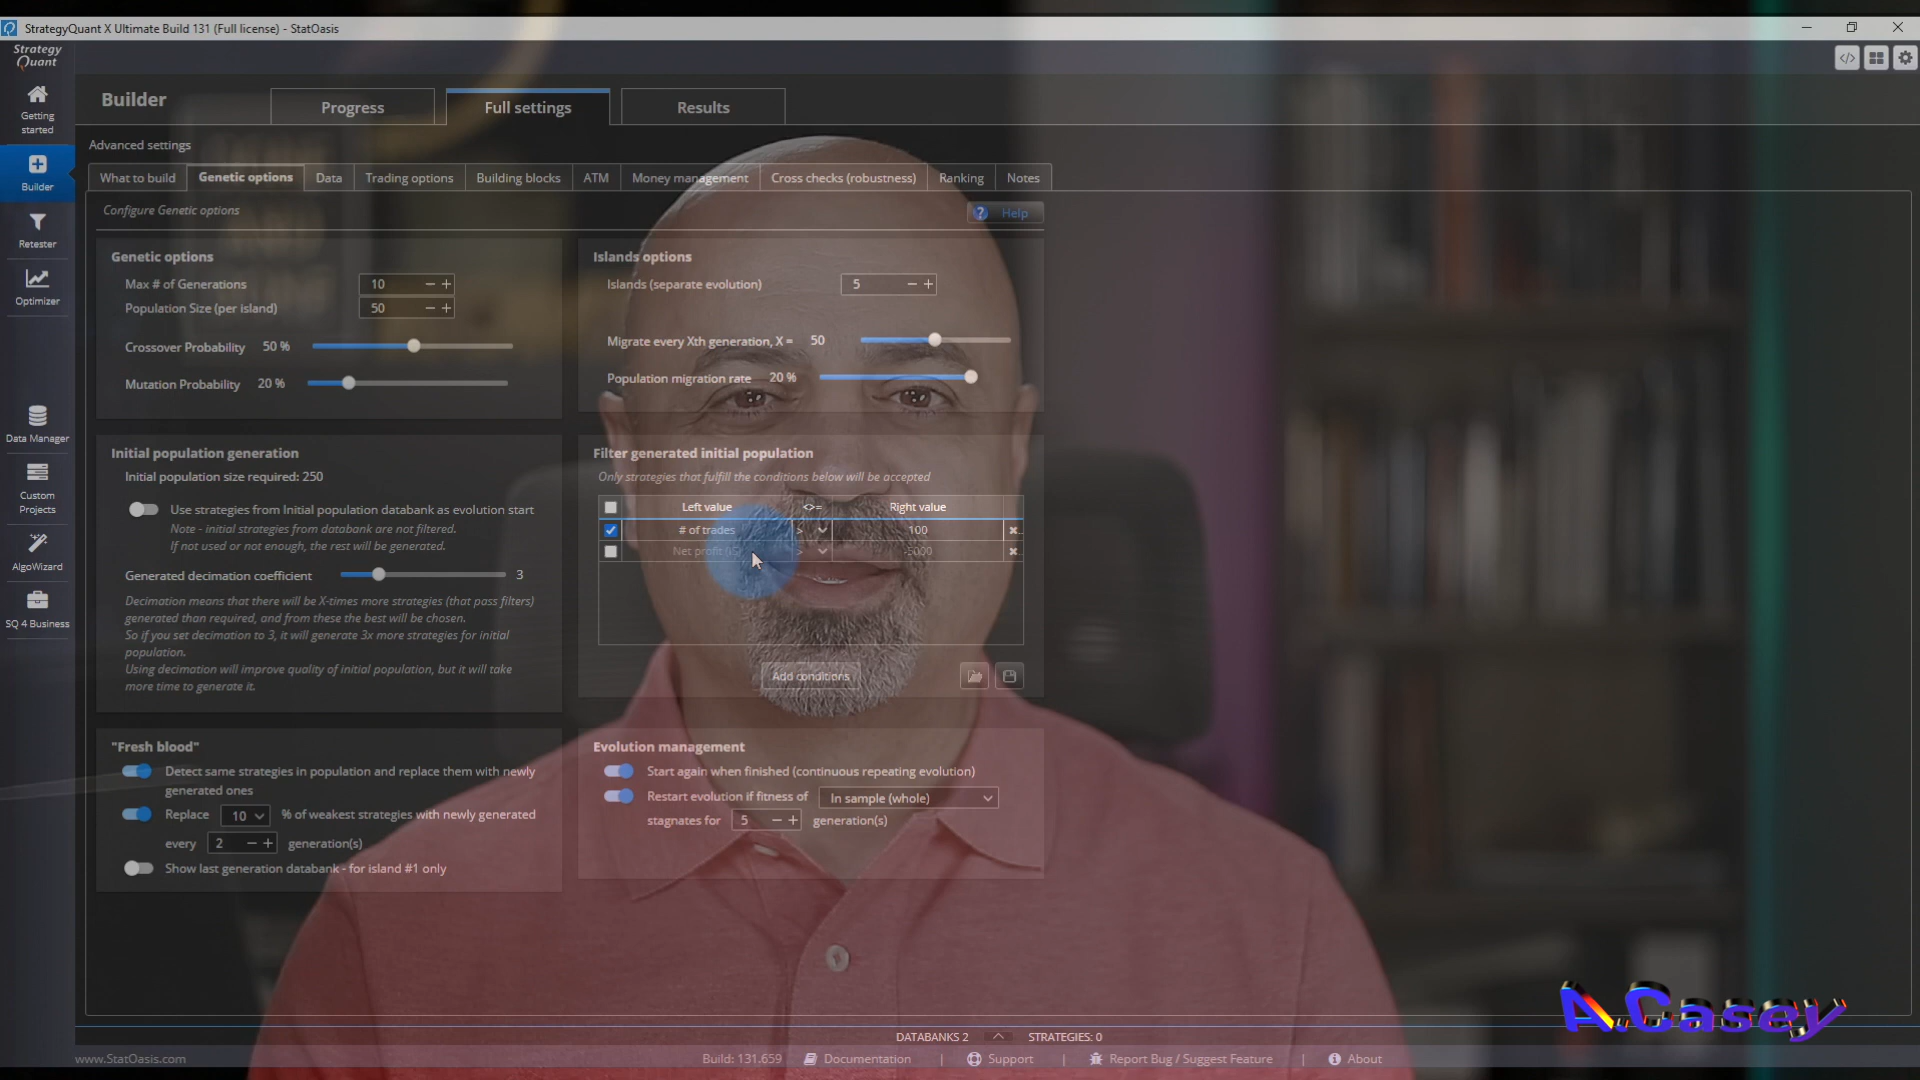 StrategyQuant X Ultimate Build 131 (Full license) - StatOasis
Strategy
Quant
Getting
started
Builder
Retester
Optimizer
Data Manager
Custom
Projects
AlgoWizard
SQ 4 Business
Builder
Progress
Full settings
Results
Advanced settings
What to build
Genetic options
Data
Trading options
Building blocks
ATM
Money management
Cross checks (robustness)
Ranking
Notes
Configure Genetic options
? Help
Genetic options
Max # of Generations 10 − +
Population Size (per island) 50 − +
Crossover Probability 50 %
Mutation Probability 20 %
Islands options
Islands (separate evolution) 5 − +
Migrate every Xth generation, X = 50
Population migration rate 20 %
Initial population generation
Initial population size required: 250
Use strategies from Initial population databank as evolution start
Note - initial strategies from databank are not filtered.
If not used or not enough, the rest will be generated.
Generated decimation coefficient 3
Decimation means that there will be X-times more strategies (that pass filters)
generated than required, and from these the best will be chosen.
So if you set decimation to 3, it will generate 3x more strategies for initial
population.
Using decimation will improve quality of initial population, but it will take
more time to generate it.
Filter generated initial population
Only strategies that fulfill the conditions below will be accepted
Left value <>= Right value
# of trades > 100
Net profit > -5000
Add conditions
"Fresh blood"
Detect same strategies in population and replace them with newly
generated ones
Replace 10 % of weakest strategies with newly generated
every 2 − + generation(s)
Show last generation databank - for island #1 only
Evolution management
Start again when finished (continuous repeating evolution)
Restart evolution if fitness of In sample (whole)
stagnates for 5 − + generation(s)
A.Casey
DATABANKS 2 STRATEGIES: 0
www.StatOasis.com
Build: 131.659 Documentation | Support | Report Bug / Suggest Feature | About